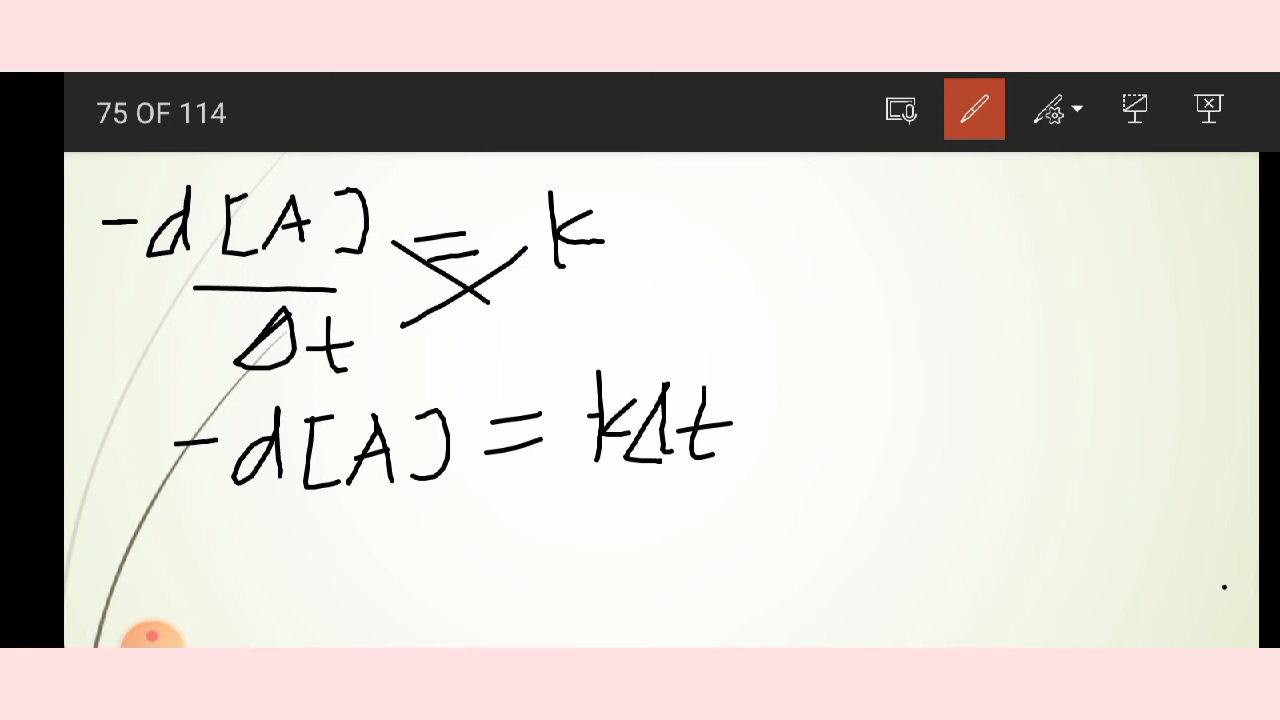 75 OF 114
-d[A] = k
Δt
-d[A] = kΔt